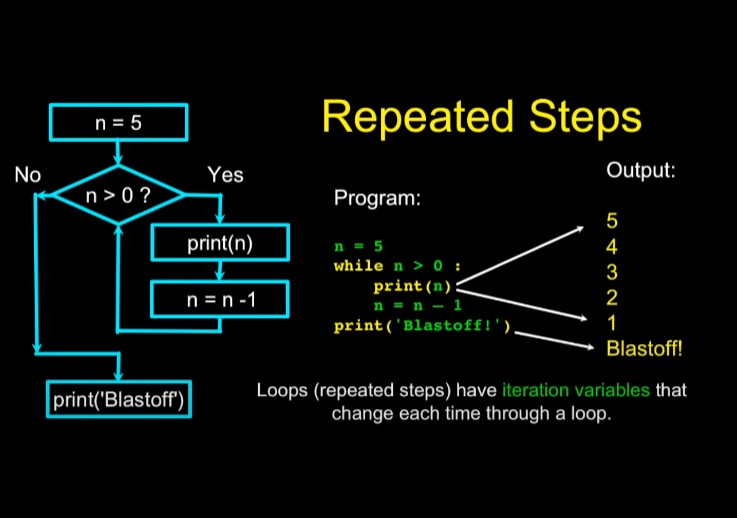 Repeated Steps
n = 5
No
n > 0 ?
Yes
print(n)
n = n -1
print('Blastoff')
Program:
n = 5
while n > 0 :
    print(n)
    n = n – 1
print('Blastoff!')
Output:
5
4
3
2
1
Blastoff!
Loops (repeated steps) have iteration variables that
change each time through a loop.